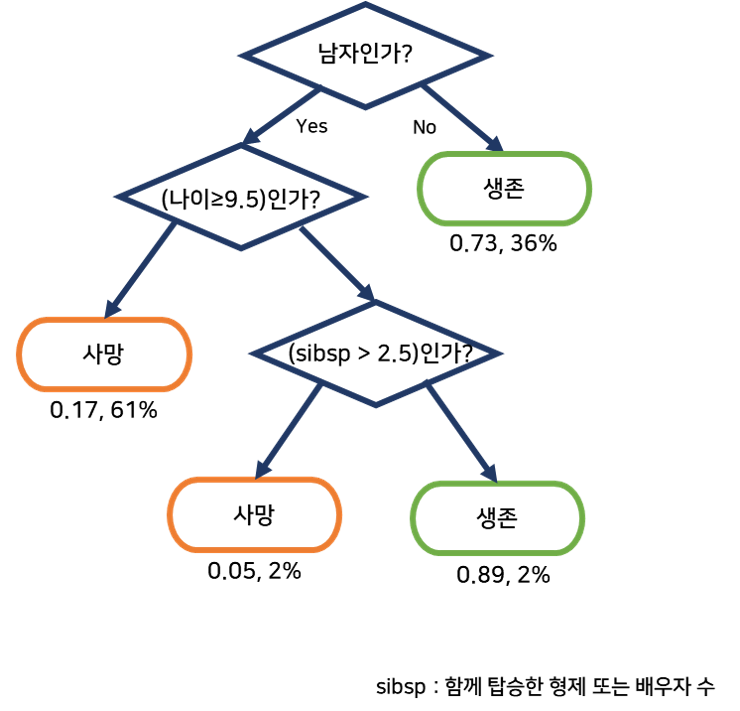 남자인가?
Yes
No
(나이≥9.5)인가?
생존
0.73, 36%
사망
0.17, 61%
(sibsp > 2.5)인가?
사망
0.05, 2%
생존
0.89, 2%
sibsp : 함께 탑승한 형제 또는 배우자 수